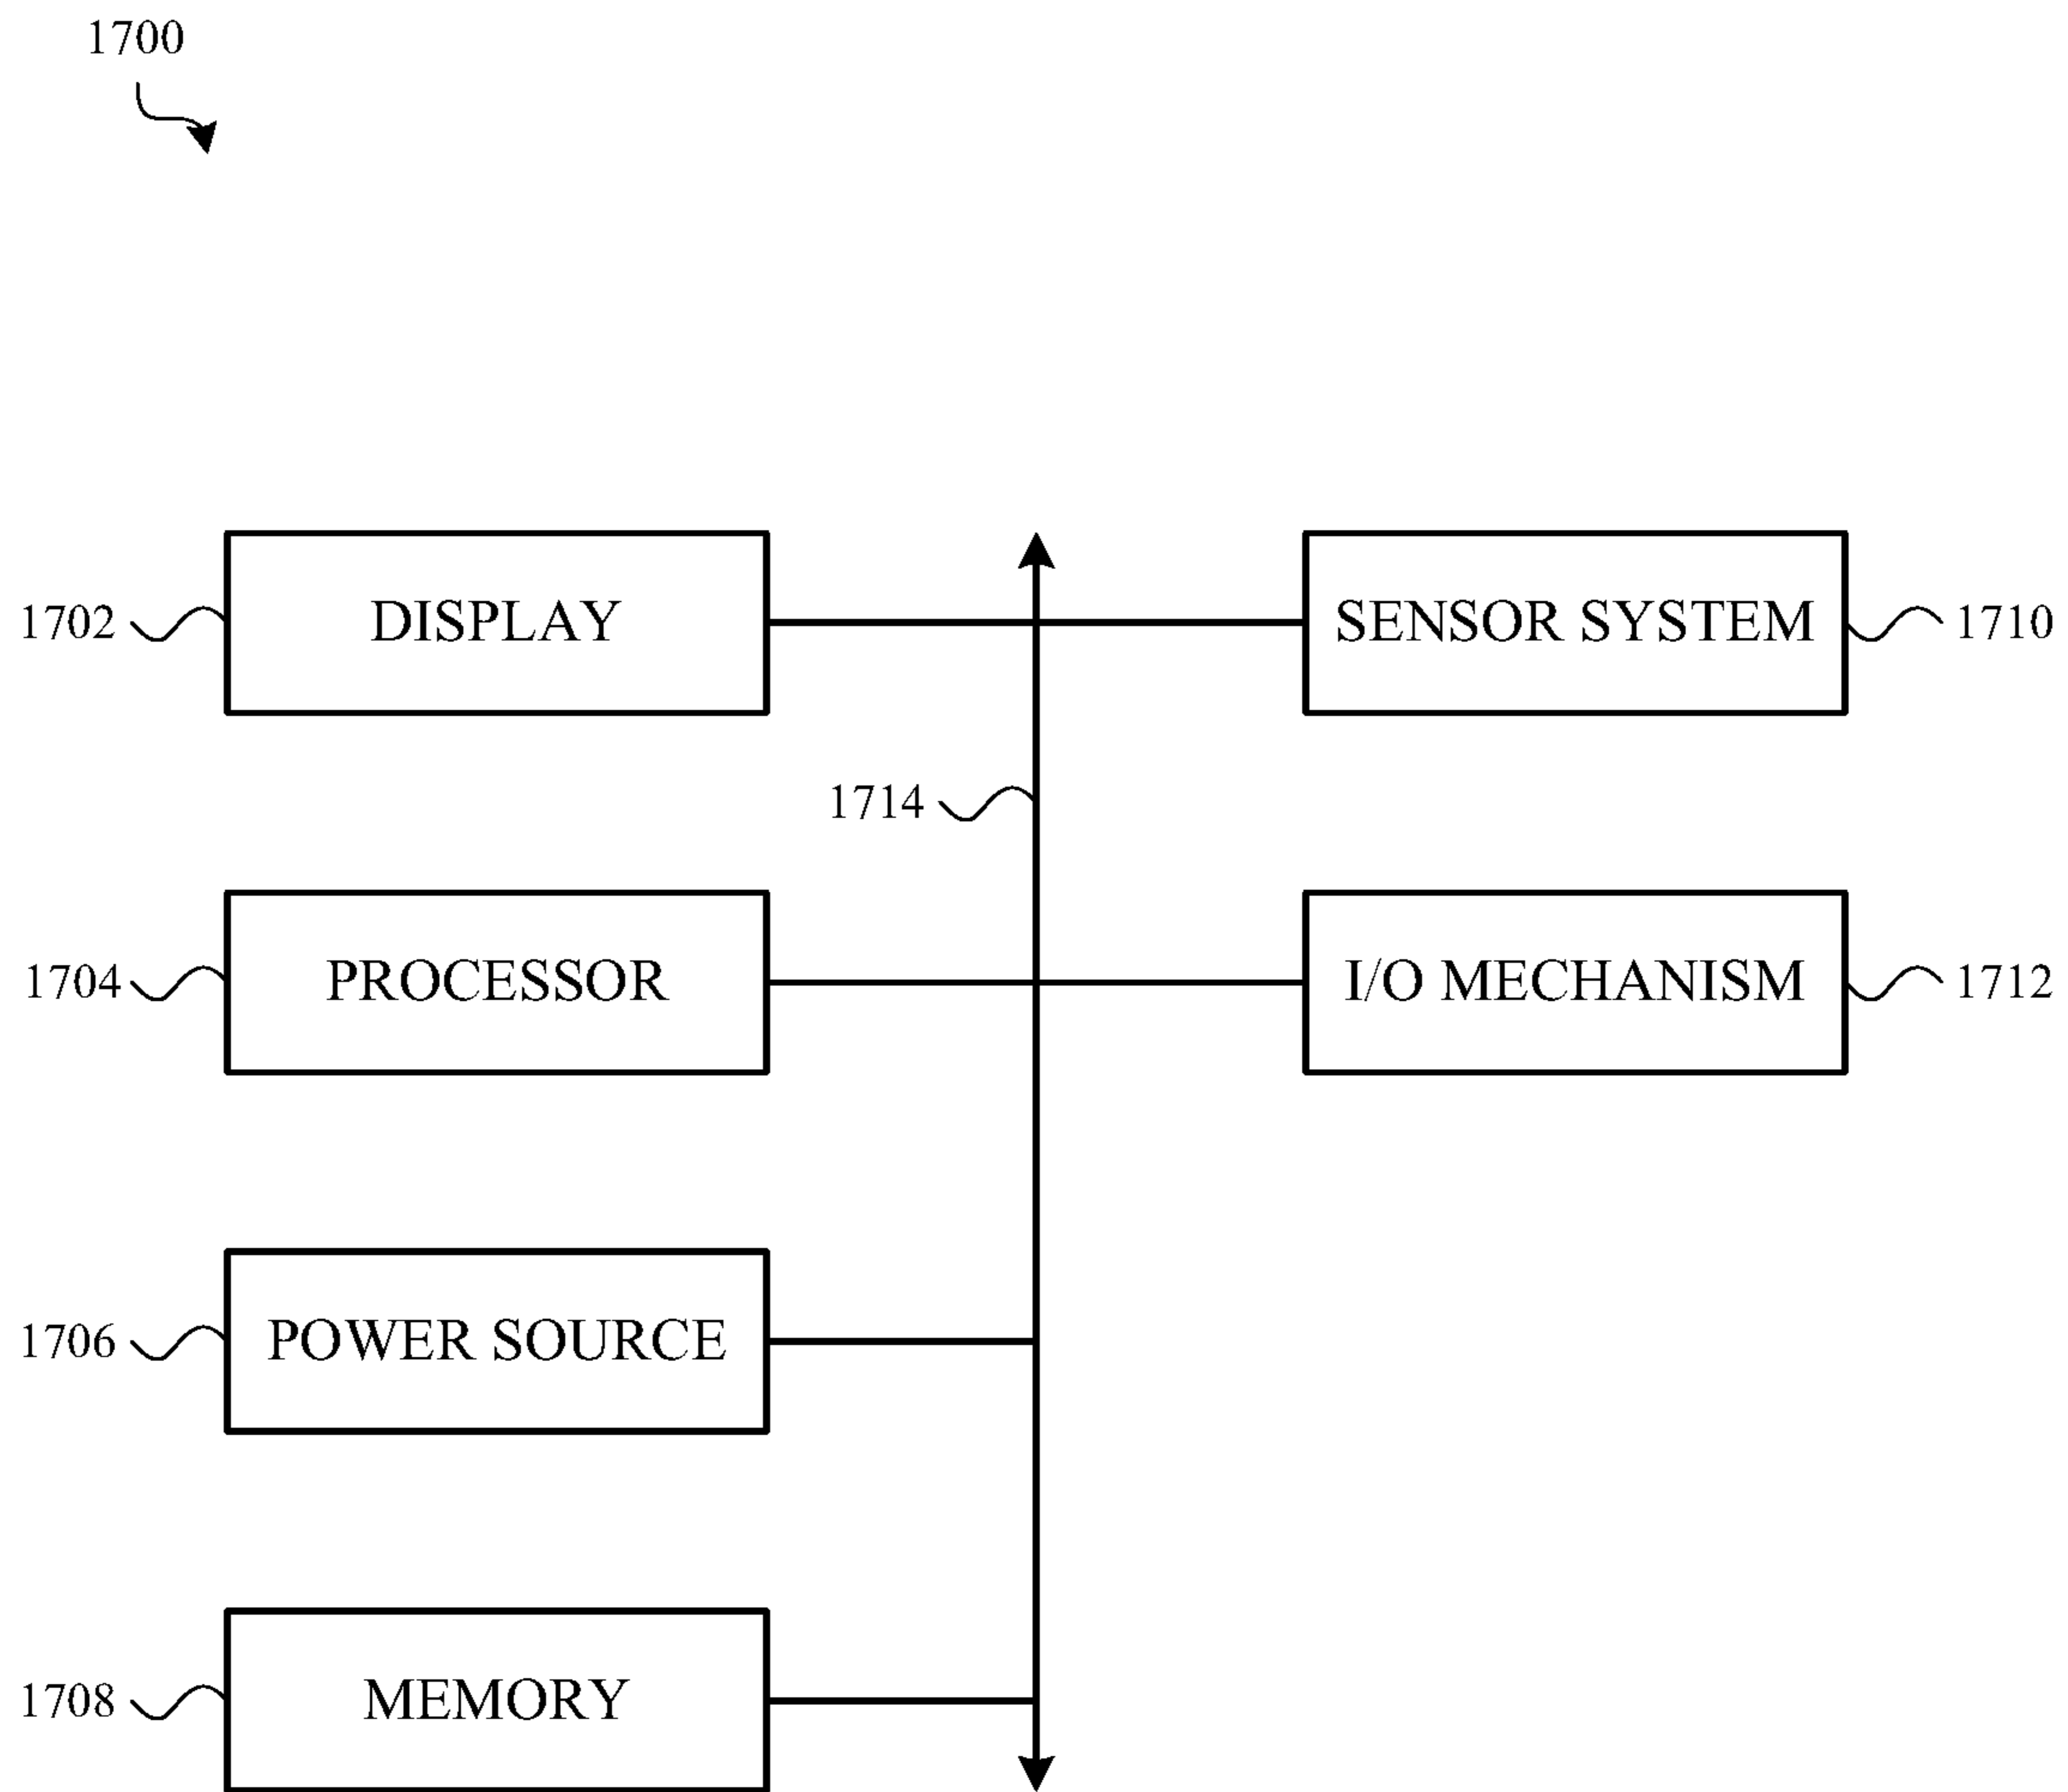 1700
1702
DISPLAY
SENSOR SYSTEM
1710
1714
1704
PROCESSOR
I/O MECHANISM
1712
1706
POWER SOURCE
1708
MEMORY